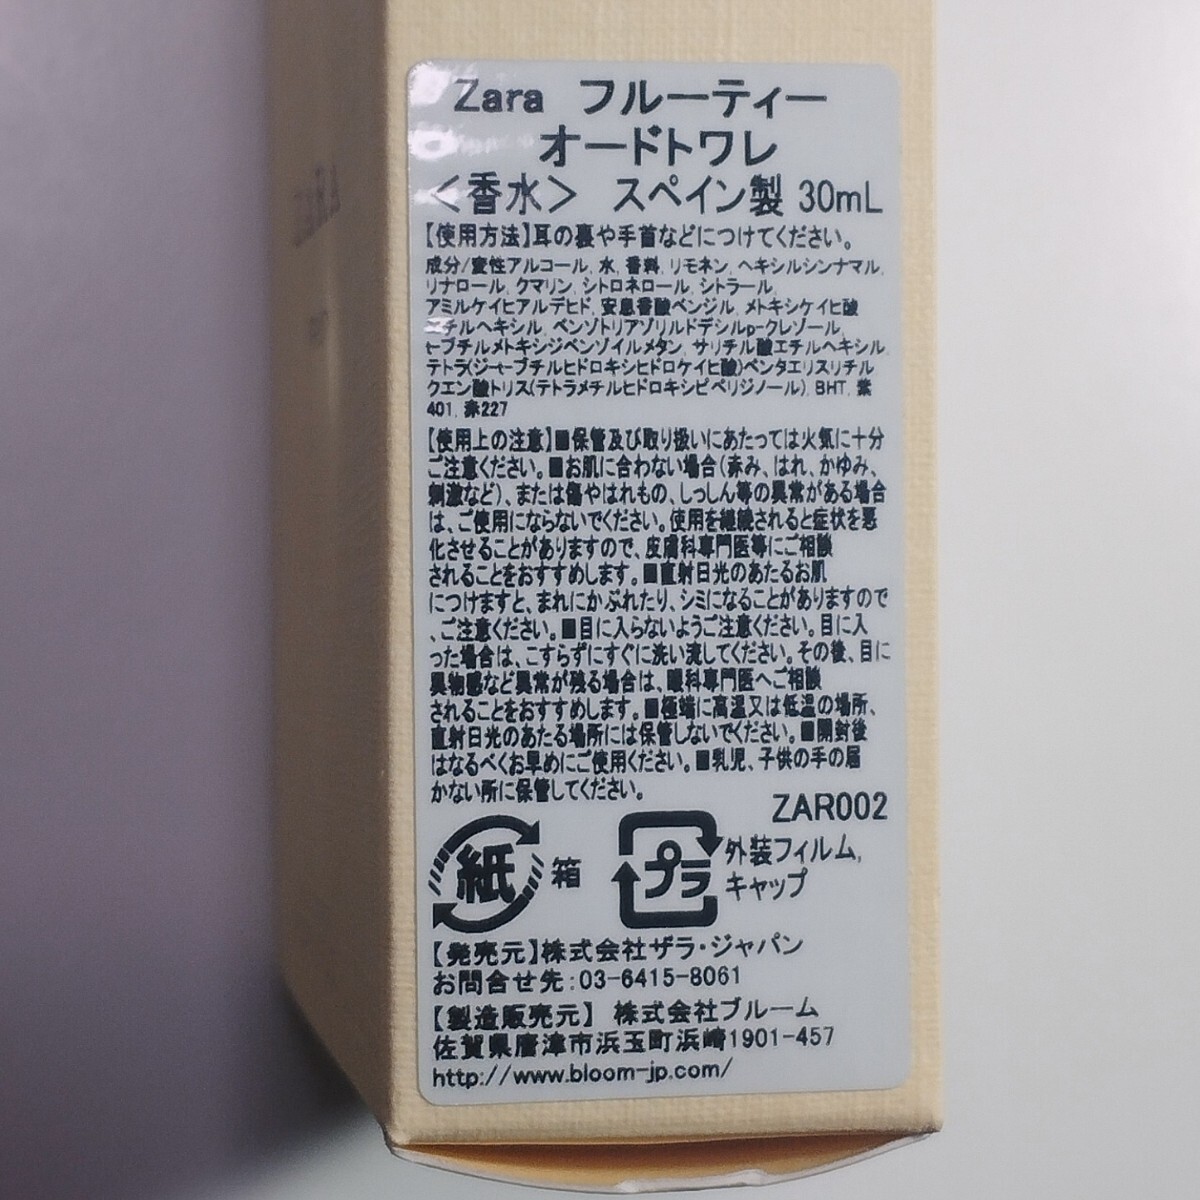 Zara フルーティー
オードトワレ
<香水> スペイン製 30mL
【使用方法】耳の裏や手首などにつけてください。
成分/変性アルコール, 水, 香料, リモネン, ヘキシルシンナマル,
リナロール, クマリン, シトロネロール, シトラール,
アミルケイヒアルデヒド, 安息香酸ベンジル, メトキシケイヒ酸
エチルヘキシル, ベンゾトリアゾリルドデシルp-クレゾール,
t-ブチルメトキシジベンゾイルメタン, サリチル酸エチルヘキシル,
テトラ(ジ-t-ブチルヒドロキシヒドロケイヒ酸)ペンタエリスリチル
クエン酸トリス(テトラメチルヒドロキシピペリジノール), BHT, 紫
401, 赤227
【使用上の注意】■保管及び取り扱いにあたっては火気に十分
ご注意ください。■お肌に合わない場合(赤み、はれ、かゆみ、
刺激など)、または傷やはれもの、しっしん等の異常がある場合
は、ご使用にならないでください。使用を継続されると症状を悪
化させることがありますので、皮膚科専門医等にご相談
されることをおすすめします。■直射日光のあたるお肌
につけますと、まれにかぶれたり、シミになることがありますので
、ご注意ください。■目に入らないようご注意ください。目に入
った場合は、こすらずにすぐに洗い流してください。その後、目に
異物感など異常が残る場合は、眼科専門医へご相談
されることをおすすめします。■極端に高温又は低温の場所、
直射日光のあたる場所には保管しないでください。■開封後
はなるべくお早めにご使用ください。■乳児、子供の手の届
かない所に保管してください。
ZAR002
紙 箱
プラ 外装フィルム,
キャップ
【発売元】株式会社ザラ・ジャパン
お問合せ先:03-6415-8061
【製造販売元】 株式会社ブルーム
佐賀県唐津市浜玉町浜崎1901-457
http://www.bloom-jp.com/